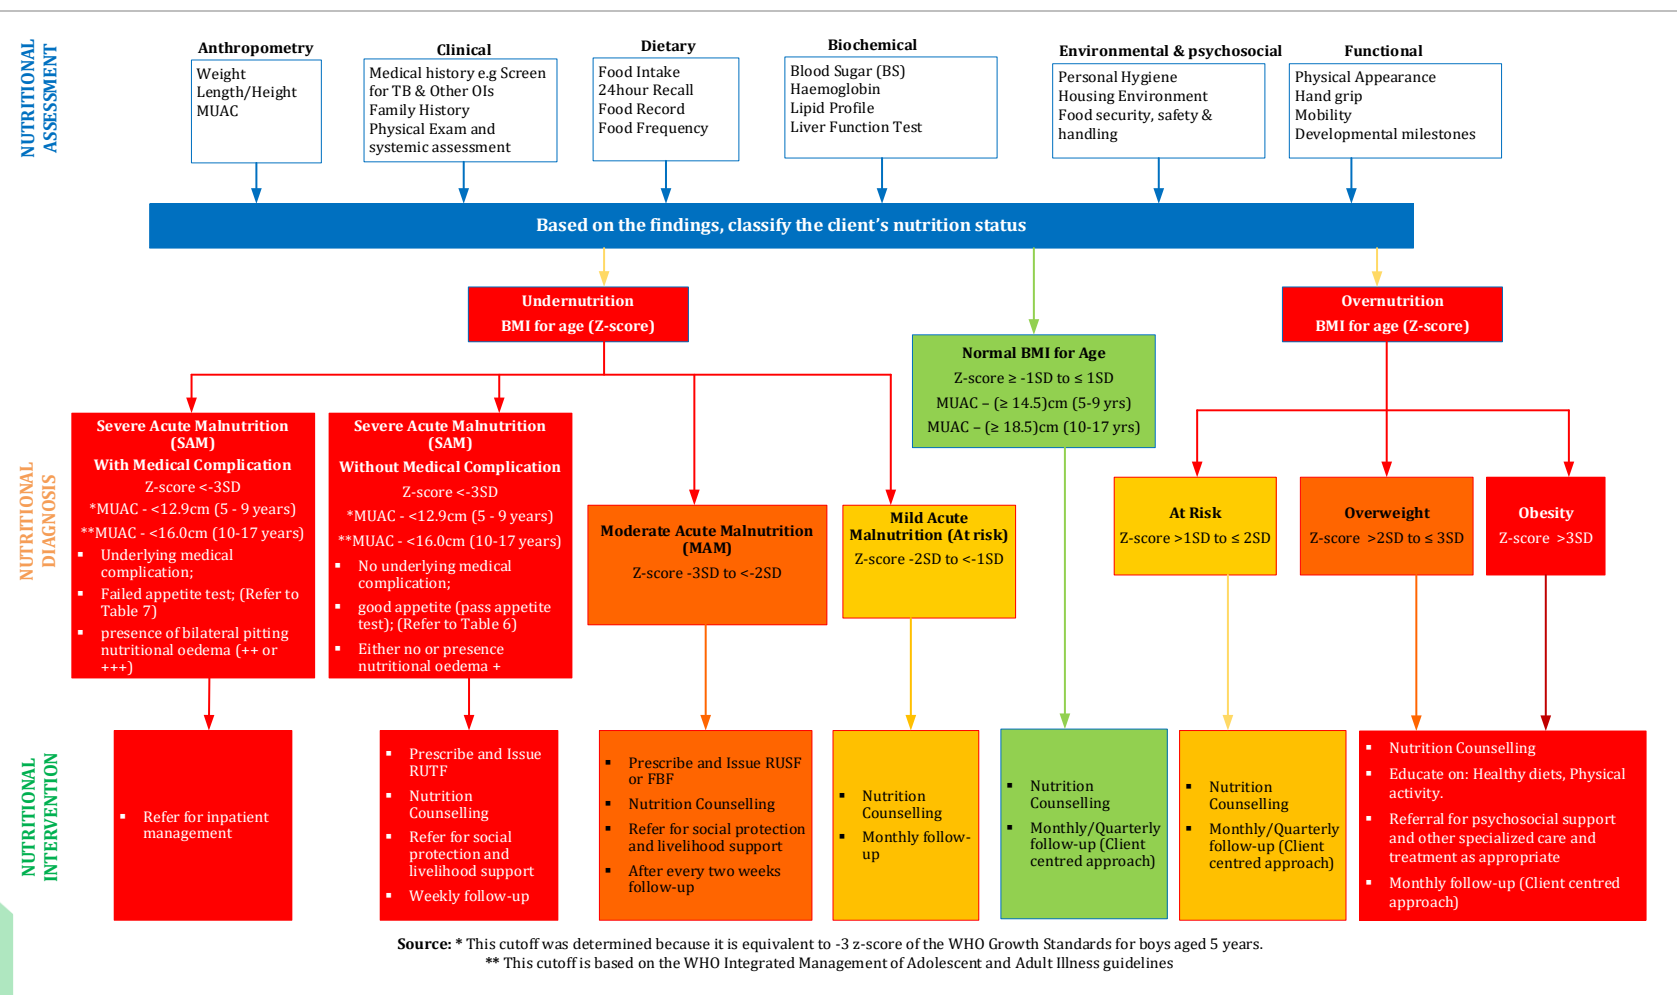 NUTRITIONAL
ASSESSMENT
Anthropometry
Weight
Length/Height
MUAC
Clinical
Medical history e.g Screen
for TB & Other OIs
Family History
Physical Exam and
systemic assessment
Dietary
Food Intake
24hour Recall
Food Record
Food Frequency
Biochemical
Blood Sugar (BS)
Haemoglobin
Lipid Profile
Liver Function Test
Environmental & psychosocial
Personal Hygiene
Housing Environment
Food security, safety &
handling
Functional
Physical Appearance
Hand grip
Mobility
Developmental milestones
Based on the findings, classify the client’s nutrition status
NUTRITIONAL
DIAGNOSIS
Undernutrition
BMI for age (Z-score)
Normal BMI for Age
Z-score ≥ -1SD to ≤ 1SD
MUAC – (≥ 14.5)cm (5-9 yrs)
MUAC – (≥ 18.5)cm (10-17 yrs)
Overnutrition
BMI for age (Z-score)
Severe Acute Malnutrition
(SAM)
With Medical Complication
Z-score <-3SD
*MUAC - <12.9cm (5 - 9 years)
**MUAC - <16.0cm (10-17 years)
▪ Underlying medical
complication;
▪ Failed appetite test; (Refer to
Table 7)
▪ presence of bilateral pitting
nutritional oedema (++ or
+++)
Severe Acute Malnutrition
(SAM)
Without Medical Complication
Z-score <-3SD
*MUAC - <12.9cm (5 - 9 years)
**MUAC - <16.0cm (10-17 years)
▪ No underlying medical
complication;
▪ good appetite (pass appetite
test); (Refer to Table 6)
▪ Either no or presence
nutritional oedema +
Moderate Acute Malnutrition
(MAM)
Z-score -3SD to <-2SD
Mild Acute
Malnutrition (At risk)
Z-score -2SD to <-1SD
At Risk
Z-score >1SD to ≤ 2SD
Overweight
Z-score >2SD to ≤ 3SD
Obesity
Z-score >3SD
NUTRITIONAL
INTERVENTION
▪ Refer for inpatient
management
▪ Prescribe and Issue
RUTF
▪ Nutrition
Counselling
▪ Refer for social
protection and
livelihood support
▪ Weekly follow-up
▪ Prescribe and Issue RUSF
or FBF
▪ Nutrition Counselling
▪ Refer for social protection
and livelihood support
▪ After every two weeks
follow-up
▪ Nutrition
Counselling
▪ Monthly follow-
up
▪ Nutrition
Counselling
▪ Monthly/Quarterly
follow-up (Client
centred approach)
▪ Nutrition
Counselling
▪ Monthly/Quarterly
follow-up (Client
centred approach)
▪ Nutrition Counselling
▪ Educate on: Healthy diets, Physical
activity.
▪ Referral for psychosocial support
and other specialized care and
treatment as appropriate
▪ Monthly follow-up (Client centred
approach)
Source: * This cutoff was determined because it is equivalent to -3 z-score of the WHO Growth Standards for boys aged 5 years.
** This cutoff is based on the WHO Integrated Management of Adolescent and Adult Illness guidelines